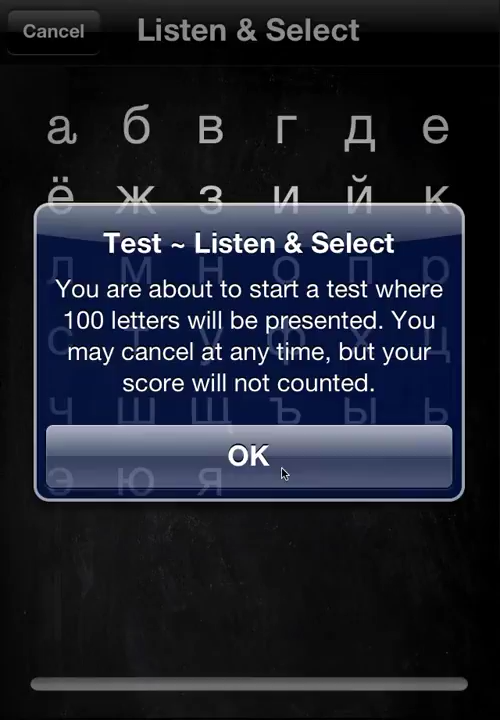 Cancel
Listen & Select
а б в г д е
ё ж з и й к
Test ~ Listen & Select
л м н о п р
You are about to start a test where
100 letters will be presented. You
с т у ф х ц
may cancel at any time, but your
score will not counted.
ч ш щ ъ ы ь
OK
э ю я